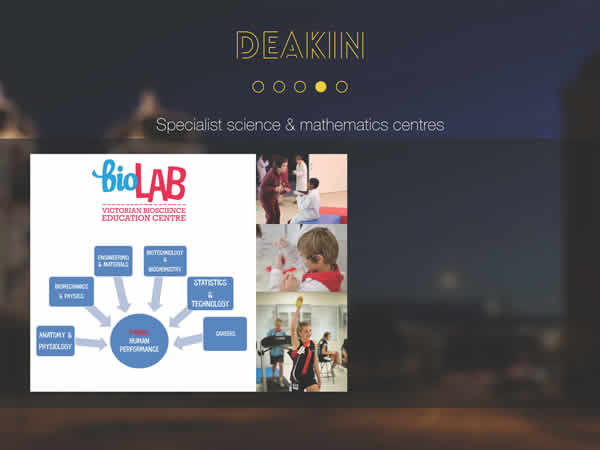 DEAKIN
Specialist science & mathematics centres
bioLAB
VICTORIAN BIOSCIENCE
EDUCATION CENTRE
ENGINEERING
& MATERIALS
BIOTECHNOLOGY
&
BIOCHEMISTRY
BIOMECHANICS
& PHYSICS
STATISTICS
&
TECHNOLOGY
ANATOMY &
PHYSIOLOGY
HUMAN
PERFORMANCE
CAREERS